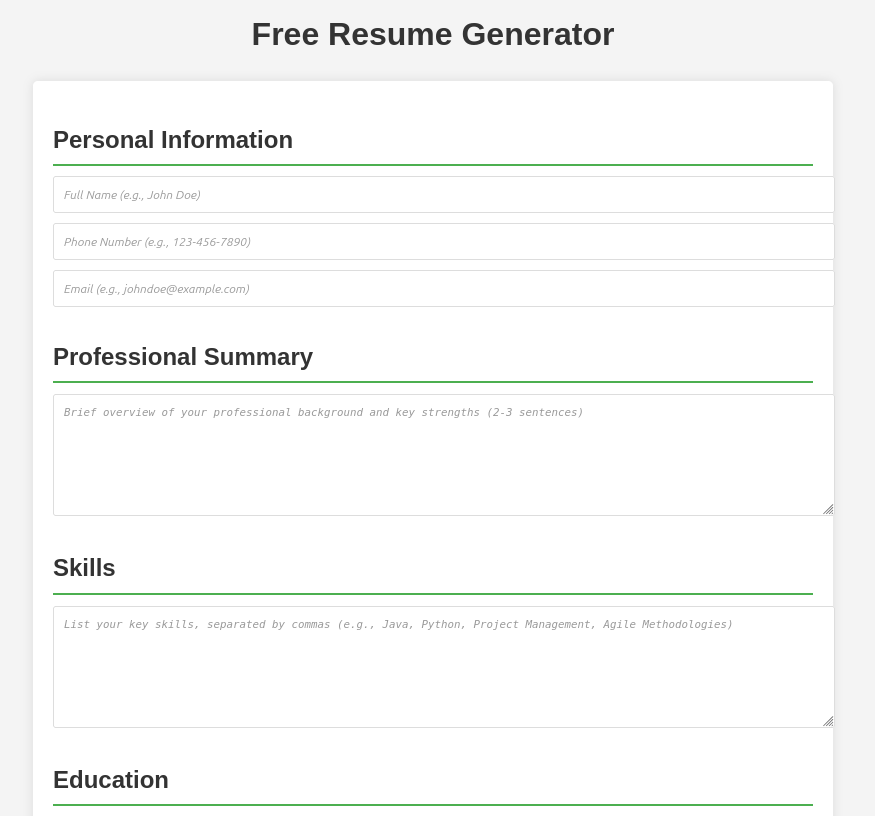 Free Resume Generator
Personal Information
Full Name (e.g., John Doe)
Phone Number (e.g., 123-456-7890)
Email (e.g., johndoe@example.com)
Professional Summary
Brief overview of your professional background and key strengths (2-3 sentences)
Skills
List your key skills, separated by commas (e.g., Java, Python, Project Management, Agile Methodologies)
Education